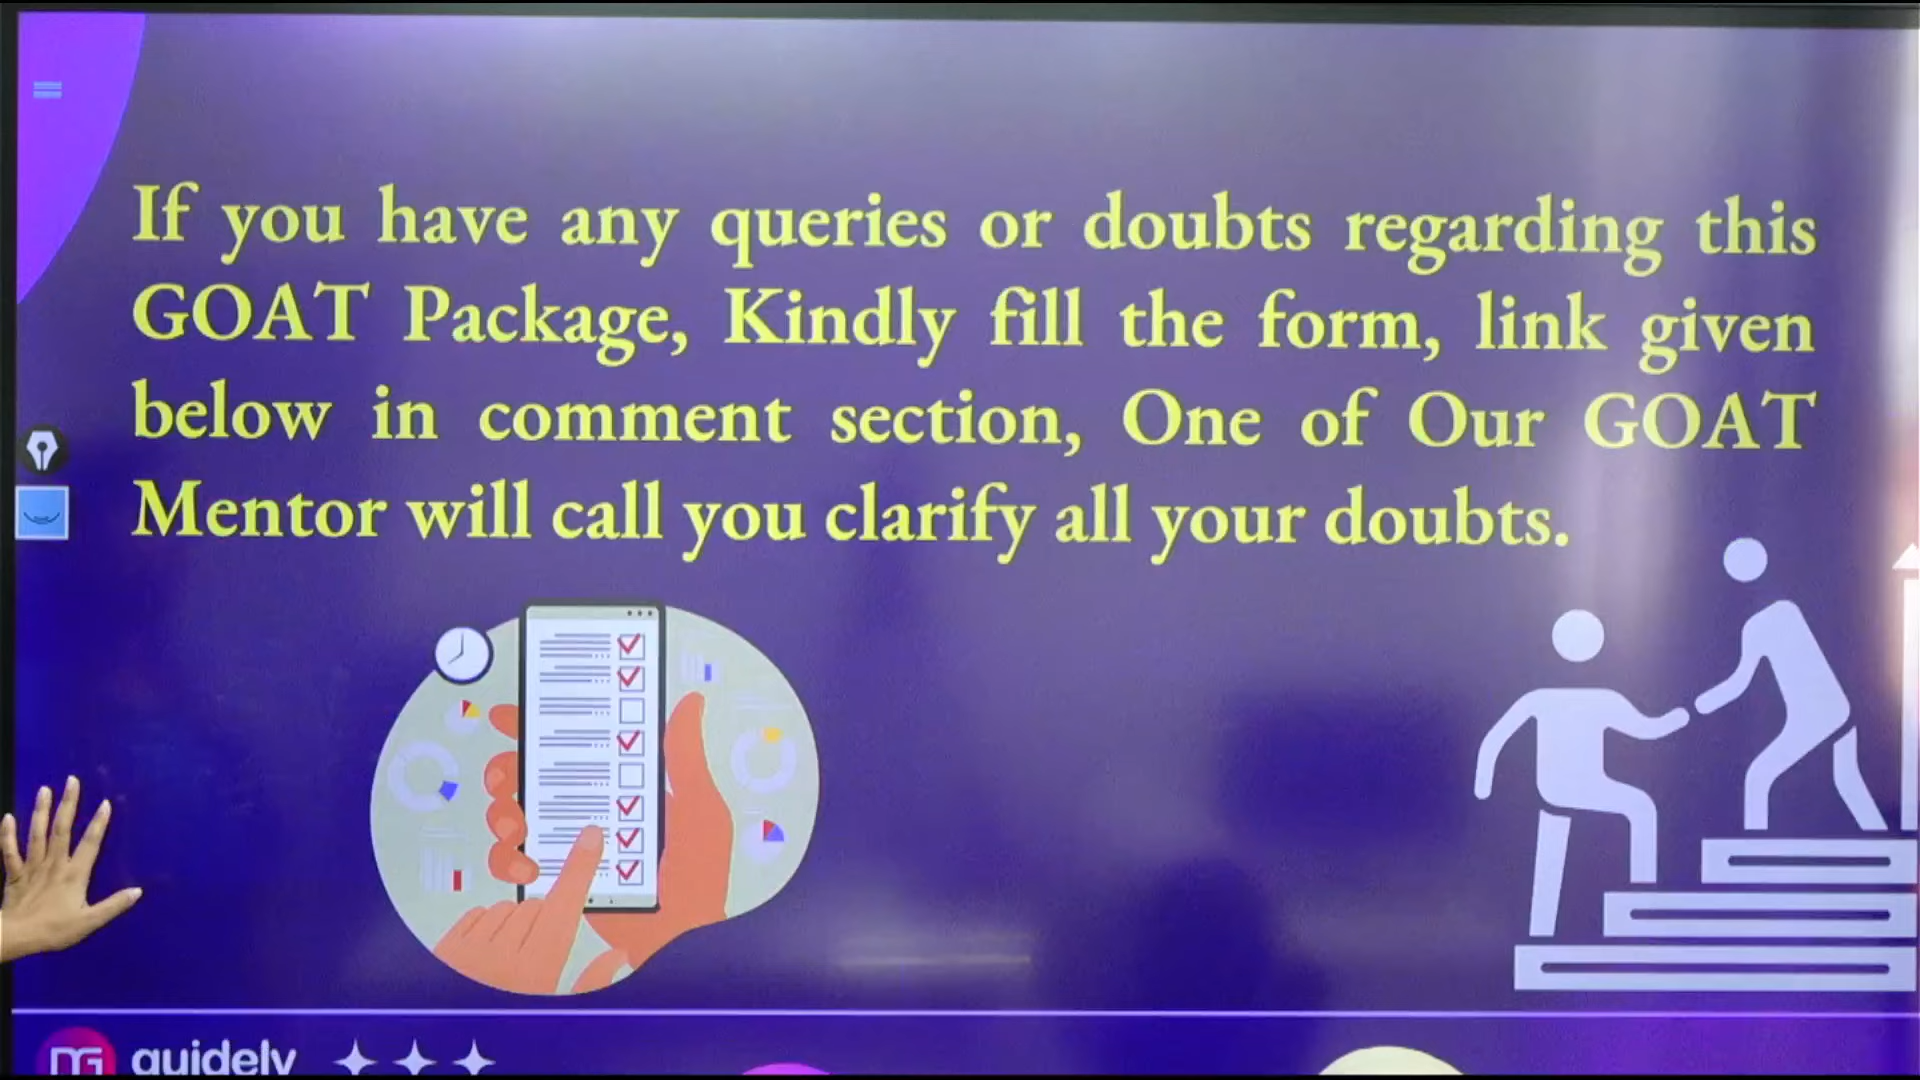 If you have any queries or doubts regarding this
GOAT Package, Kindly fill the form, link given
below in comment section, One of Our GOAT
Mentor will call you clarify all your doubts.
guidely